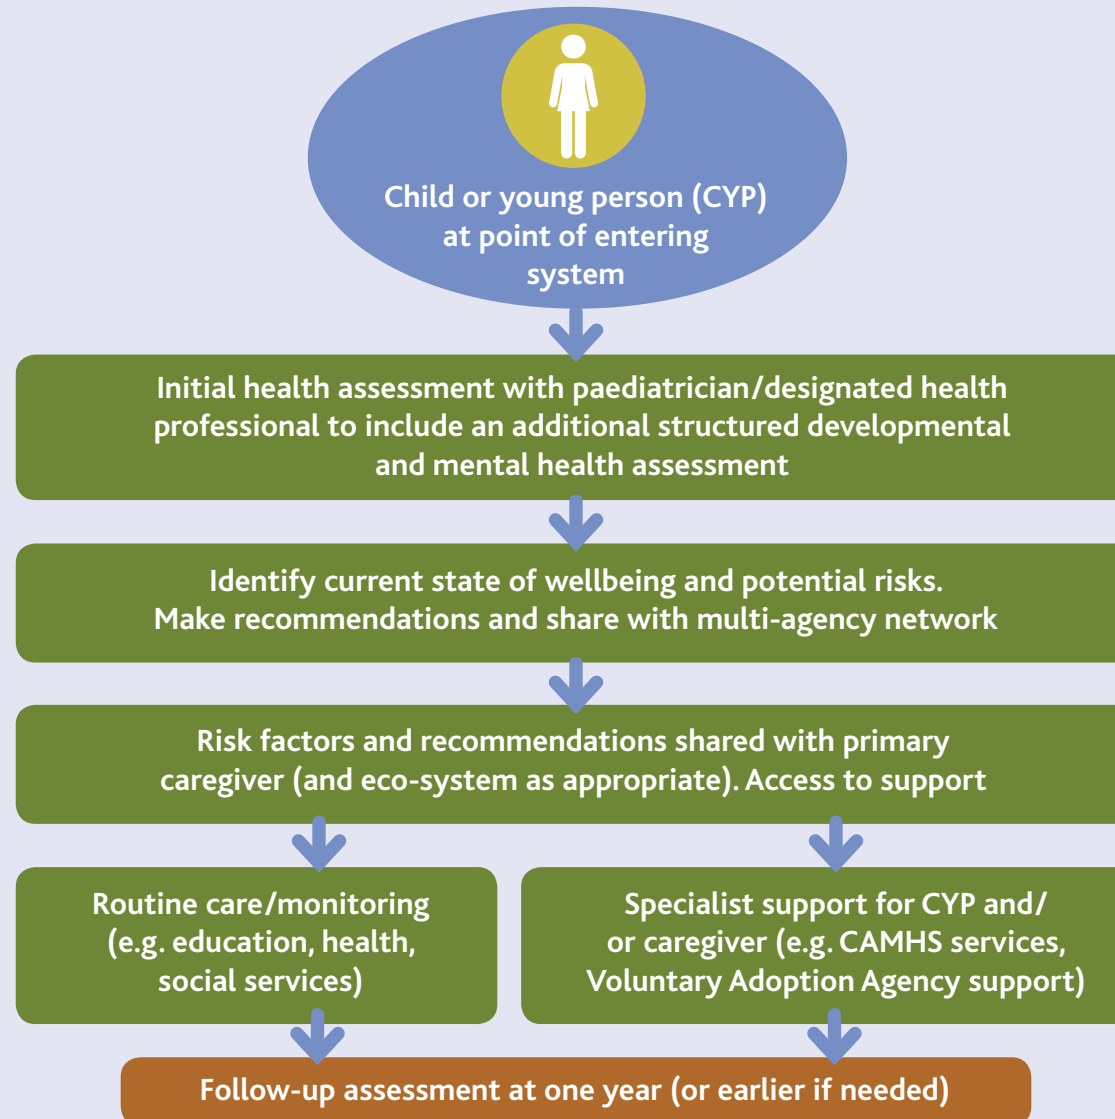 Child or young person (CYP)
at point of entering
system
Initial health assessment with paediatrician/designated health
professional to include an additional structured developmental
and mental health assessment
Identify current state of wellbeing and potential risks.
Make recommendations and share with multi-agency network
Risk factors and recommendations shared with primary
caregiver (and eco-system as appropriate). Access to support
Routine care/monitoring
(e.g. education, health,
social services)
Specialist support for CYP and/
or caregiver (e.g. CAMHS services,
Voluntary Adoption Agency support)
Follow-up assessment at one year (or earlier if needed)